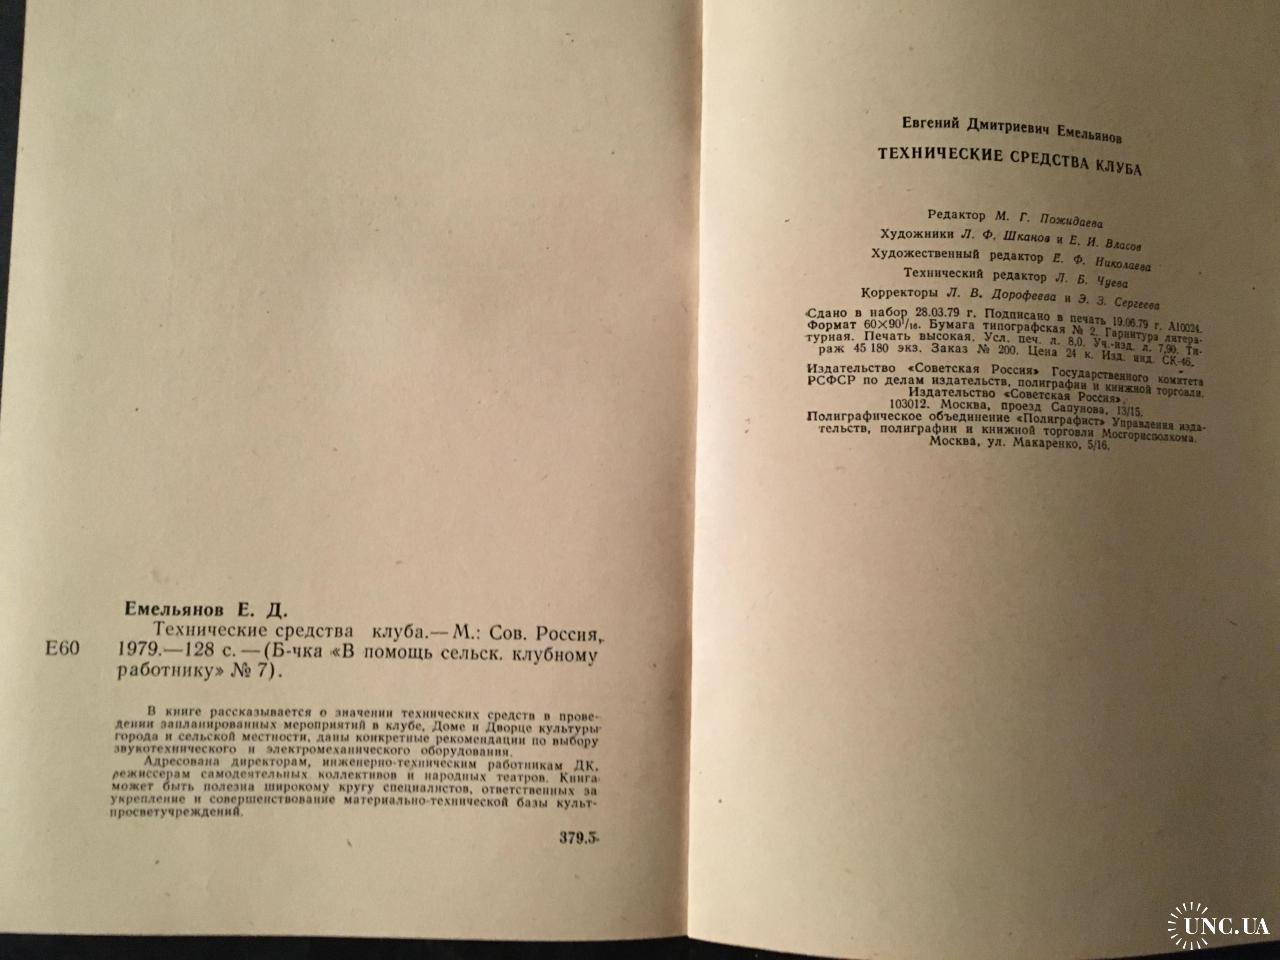 Емельянов Е. Д.
Технические средства клуба.— М.: Сов. Россия,
Е60
1979.—128 с. — (Б-чка «В помощь сельск. клубному
работнику» № 7).
В книге рассказывается о значении технических средств в прове-
дении запланированных мероприятий в клубе, Доме и Дворце культуры
города и сельской местности, даны конкретные рекомендации по выбору
звукотехнического и электромеханического оборудования.
Адресована директорам, инженерно-техническим работникам ДК,
режиссерам самодеятельных коллективов и народных театров. Книга
может быть полезна широкому кругу специалистов, ответственных за
укрепление и совершенствование материально-технической базы культ-
просветучреждений.
379.5
Евгений Дмитриевич Емельянов
ТЕХНИЧЕСКИЕ СРЕДСТВА КЛУБА
Редактор М. Г. Пожидаева
Художники Л. Ф. Шканов и Е. И. Власов
Художественный редактор Е. Ф. Николаева
Технический редактор Л. Б. Чуева
Корректоры Л. В. Дорофеева и Э. З. Сергеева
Сдано в набор 28.03.79 г. Подписано в печать 19.06.79 г. А10024.
Формат 60×90¹/₁₆. Бумага типографская № 2. Гарнитура литера-
турная. Печать высокая. Усл. печ. л. 8,0. Уч.-изд. л. 7,90. Ти-
раж 45 180 экз. Заказ № 200. Цена 24 к. Изд. инд. СК-46.
Издательство «Советская Россия» Государственного комитета
РСФСР по делам издательств, полиграфии и книжной торговли.
Издательство «Советская Россия».
103012. Москва, проезд Сапунова, 13/15.
Полиграфическое объединение «Полиграфист» Управления изда-
тельств, полиграфии и книжной торговли Мосгорисполкома.
Москва, ул. Макаренко, 5/16.
UNC.UA